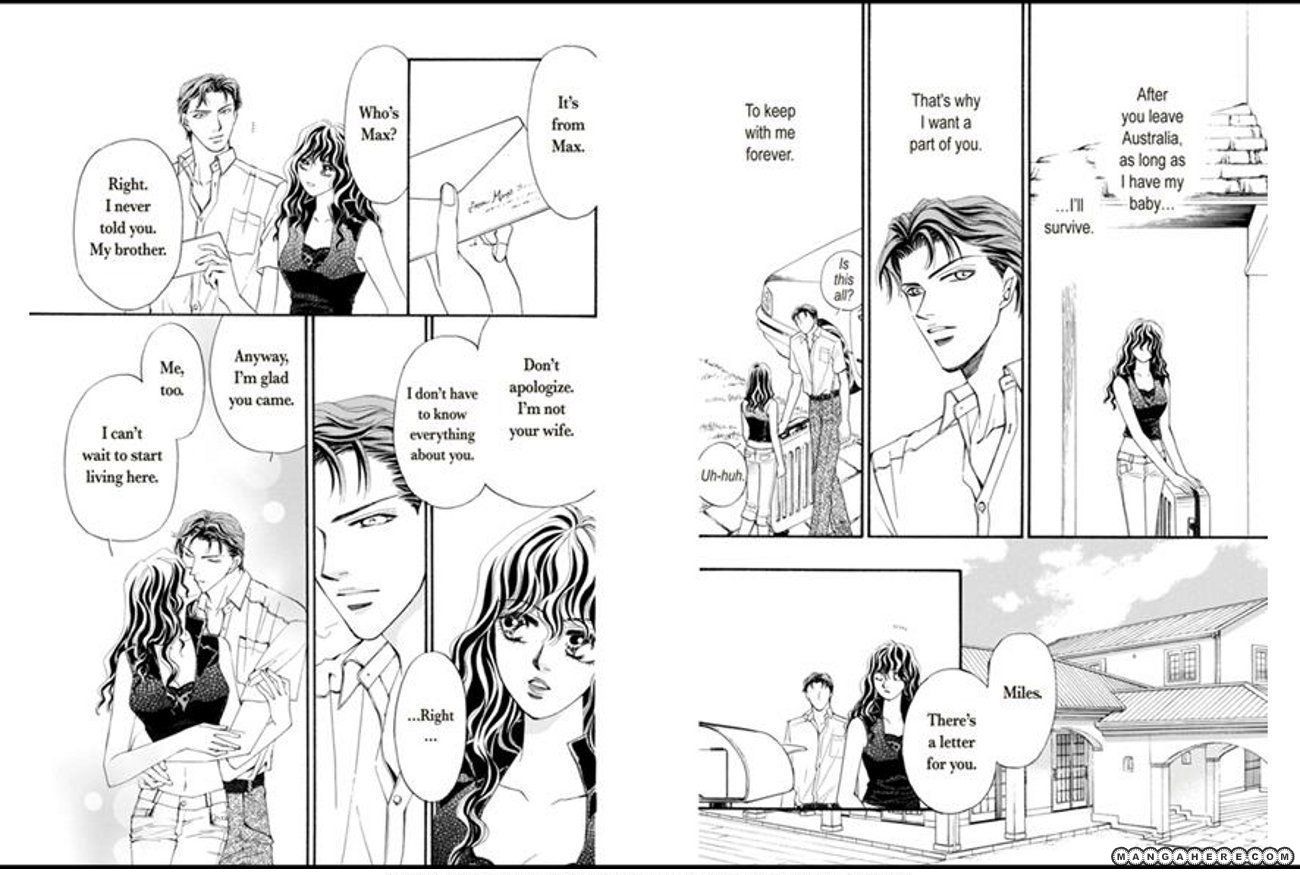 After
you leave
Australia,
as long as
I have my
baby...
...I'll
survive.
That's why
I want a
part of you.
To keep
with me
forever.
Is
this
all?
Uh-huh.
Miles.
There's
a letter
for you.
It's
from
Max.
Who's
Max?
Right.
I never
told you.
My brother.
Don't
apologize.
I'm not
your wife.
I don't have
to know
everything
about you.
...Right
...
Anyway,
I'm glad
you came.
Me,
too.
I can't
wait to start
living here.
MANGAHERE.COM